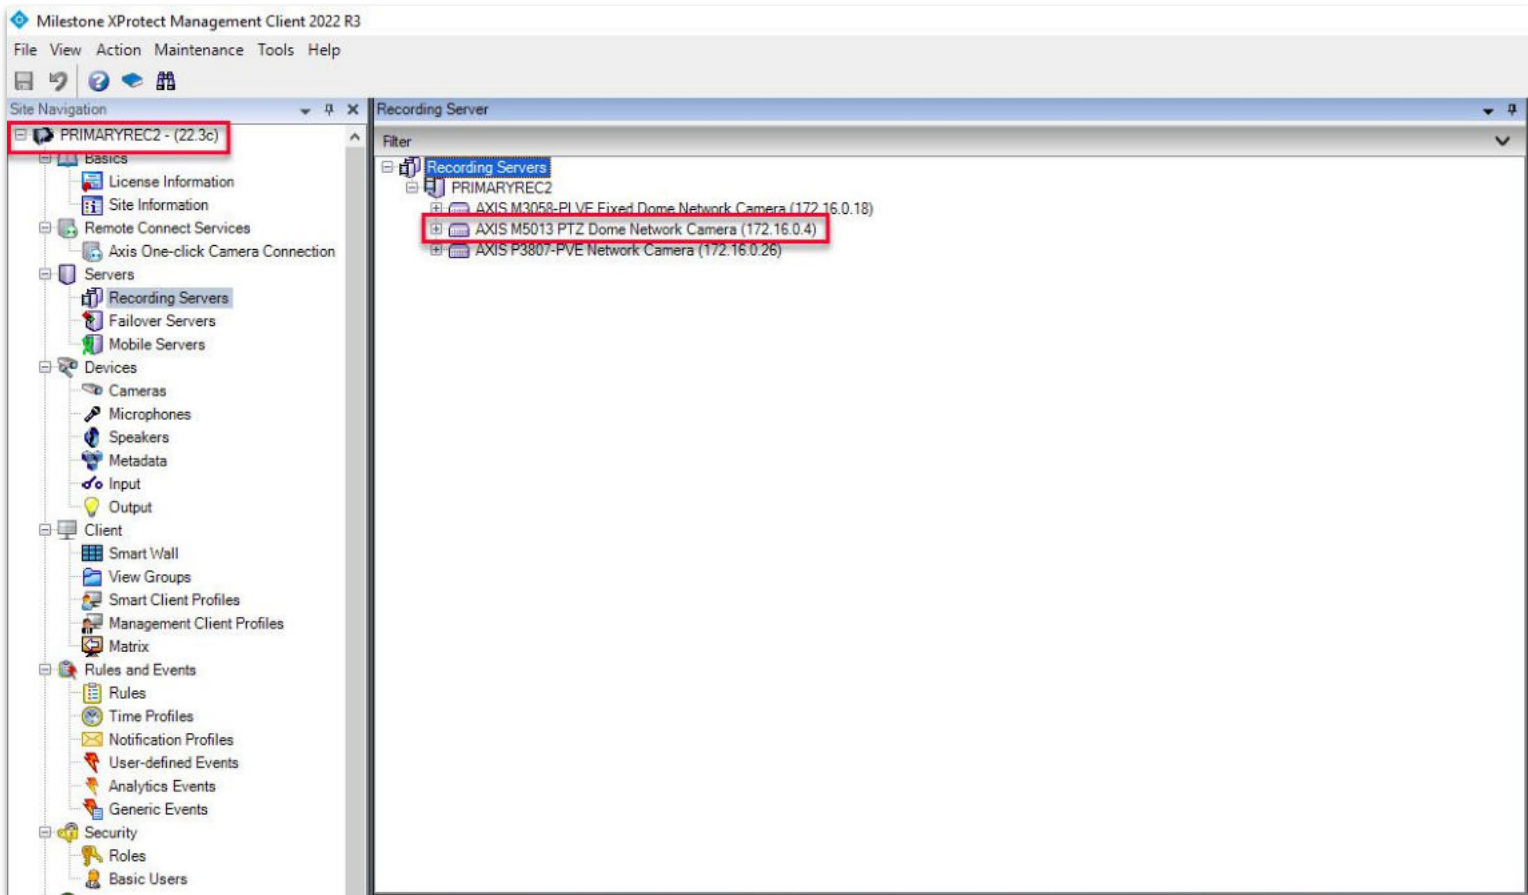 Milestone XProtect Management Client 2022 R3
File View Action Maintenance Tools Help
Site Navigation
PRIMARYREC2 - (22.3c)
Basics
License Information
Site Information
Remote Connect Services
Axis One-click Camera Connection
Servers
Recording Servers
Failover Servers
Mobile Servers
Devices
Cameras
Microphones
Speakers
Metadata
Input
Output
Client
Smart Wall
View Groups
Smart Client Profiles
Management Client Profiles
Matrix
Rules and Events
Rules
Time Profiles
Notification Profiles
User-defined Events
Analytics Events
Generic Events
Security
Roles
Basic Users
Recording Server
Filter
Recording Servers
PRIMARYREC2
AXIS M3058-PLVE Fixed Dome Network Camera (172.16.0.18)
AXIS M5013 PTZ Dome Network Camera (172.16.0.4)
AXIS P3807-PVE Network Camera (172.16.0.26)